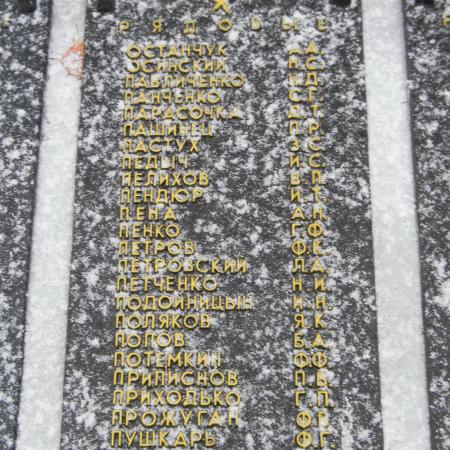 РЯДОВЫЕ
ОСТАНЧУК А.А.
ОСИНСКИЙ Н.С.
ПАВЛИЧЕНКО И.Д.
ПАНЧЕНКО С.Г.
ПАРАСОЧКА Д.Т.
ПАШИНЕЦ П.Р.
ПАСТУХ З.С.
ПЕДЫЧ И.С.
ПЕЛИХОВ В.П.
ПЕНДЮР И.Т.
ПЕНА А.Н.
ПЕНКО Г.Ф.
ПЕТРОВ Ф.К.
ПЕТРОВСКИЙ Л.А.
ПЕТЧЕНКО Н.И.
ПОДОЙНИЦЫН И.Н.
ПОЛЯКОВ Я.К.
ПОПОВ Б.А.
ПОТЕМКИН Ф.Ф.
ПРИПИСНОВ П.В.
ПРИХОДЬКО Г.П.
ПРОЖУГАН Ф.В.
ПУШКАРЬ Ф.Г.